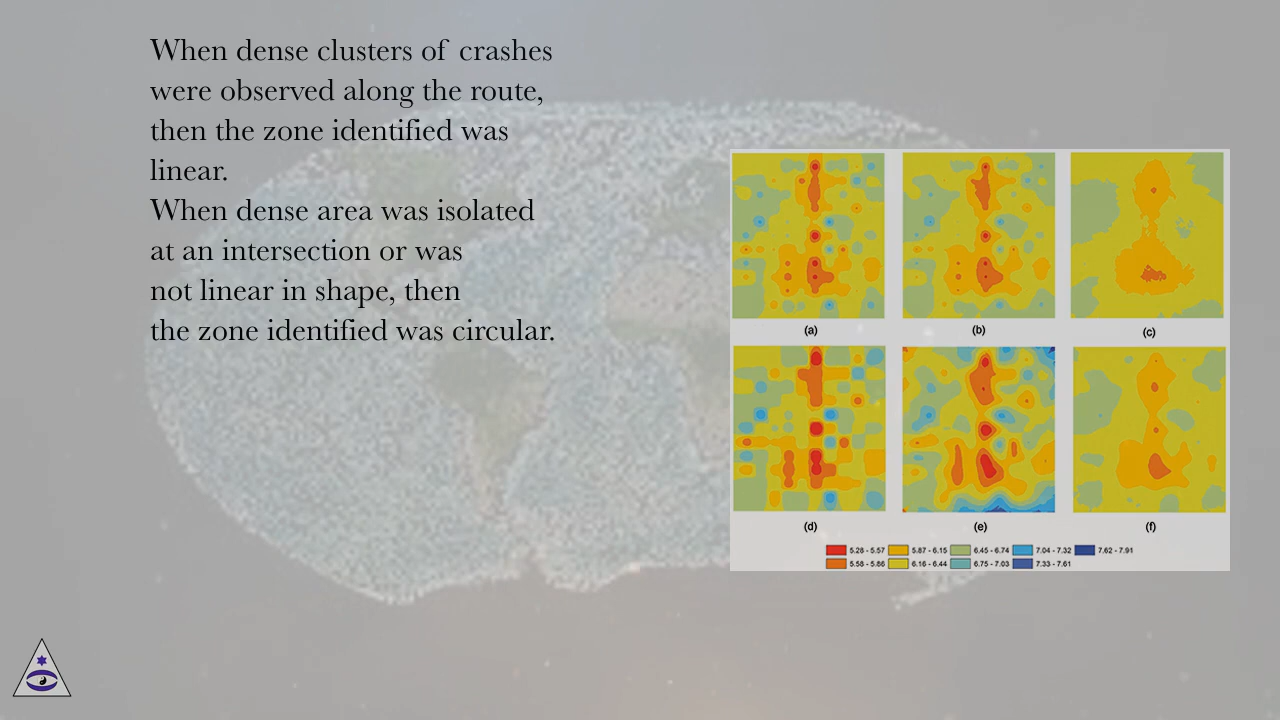 When dense clusters of crashes
were observed along the route,
then the zone identified was
linear.
When dense area was isolated
at an intersection or was
not linear in shape, then
the zone identified was circular.
(a) (b) (c)
(d) (e) (f)
5.28 - 5.57 5.87 - 6.15 6.45 - 6.74 7.04 - 7.32 7.62 - 7.91
5.58 - 5.86 6.16 - 6.44 6.75 - 7.03 7.33 - 7.61